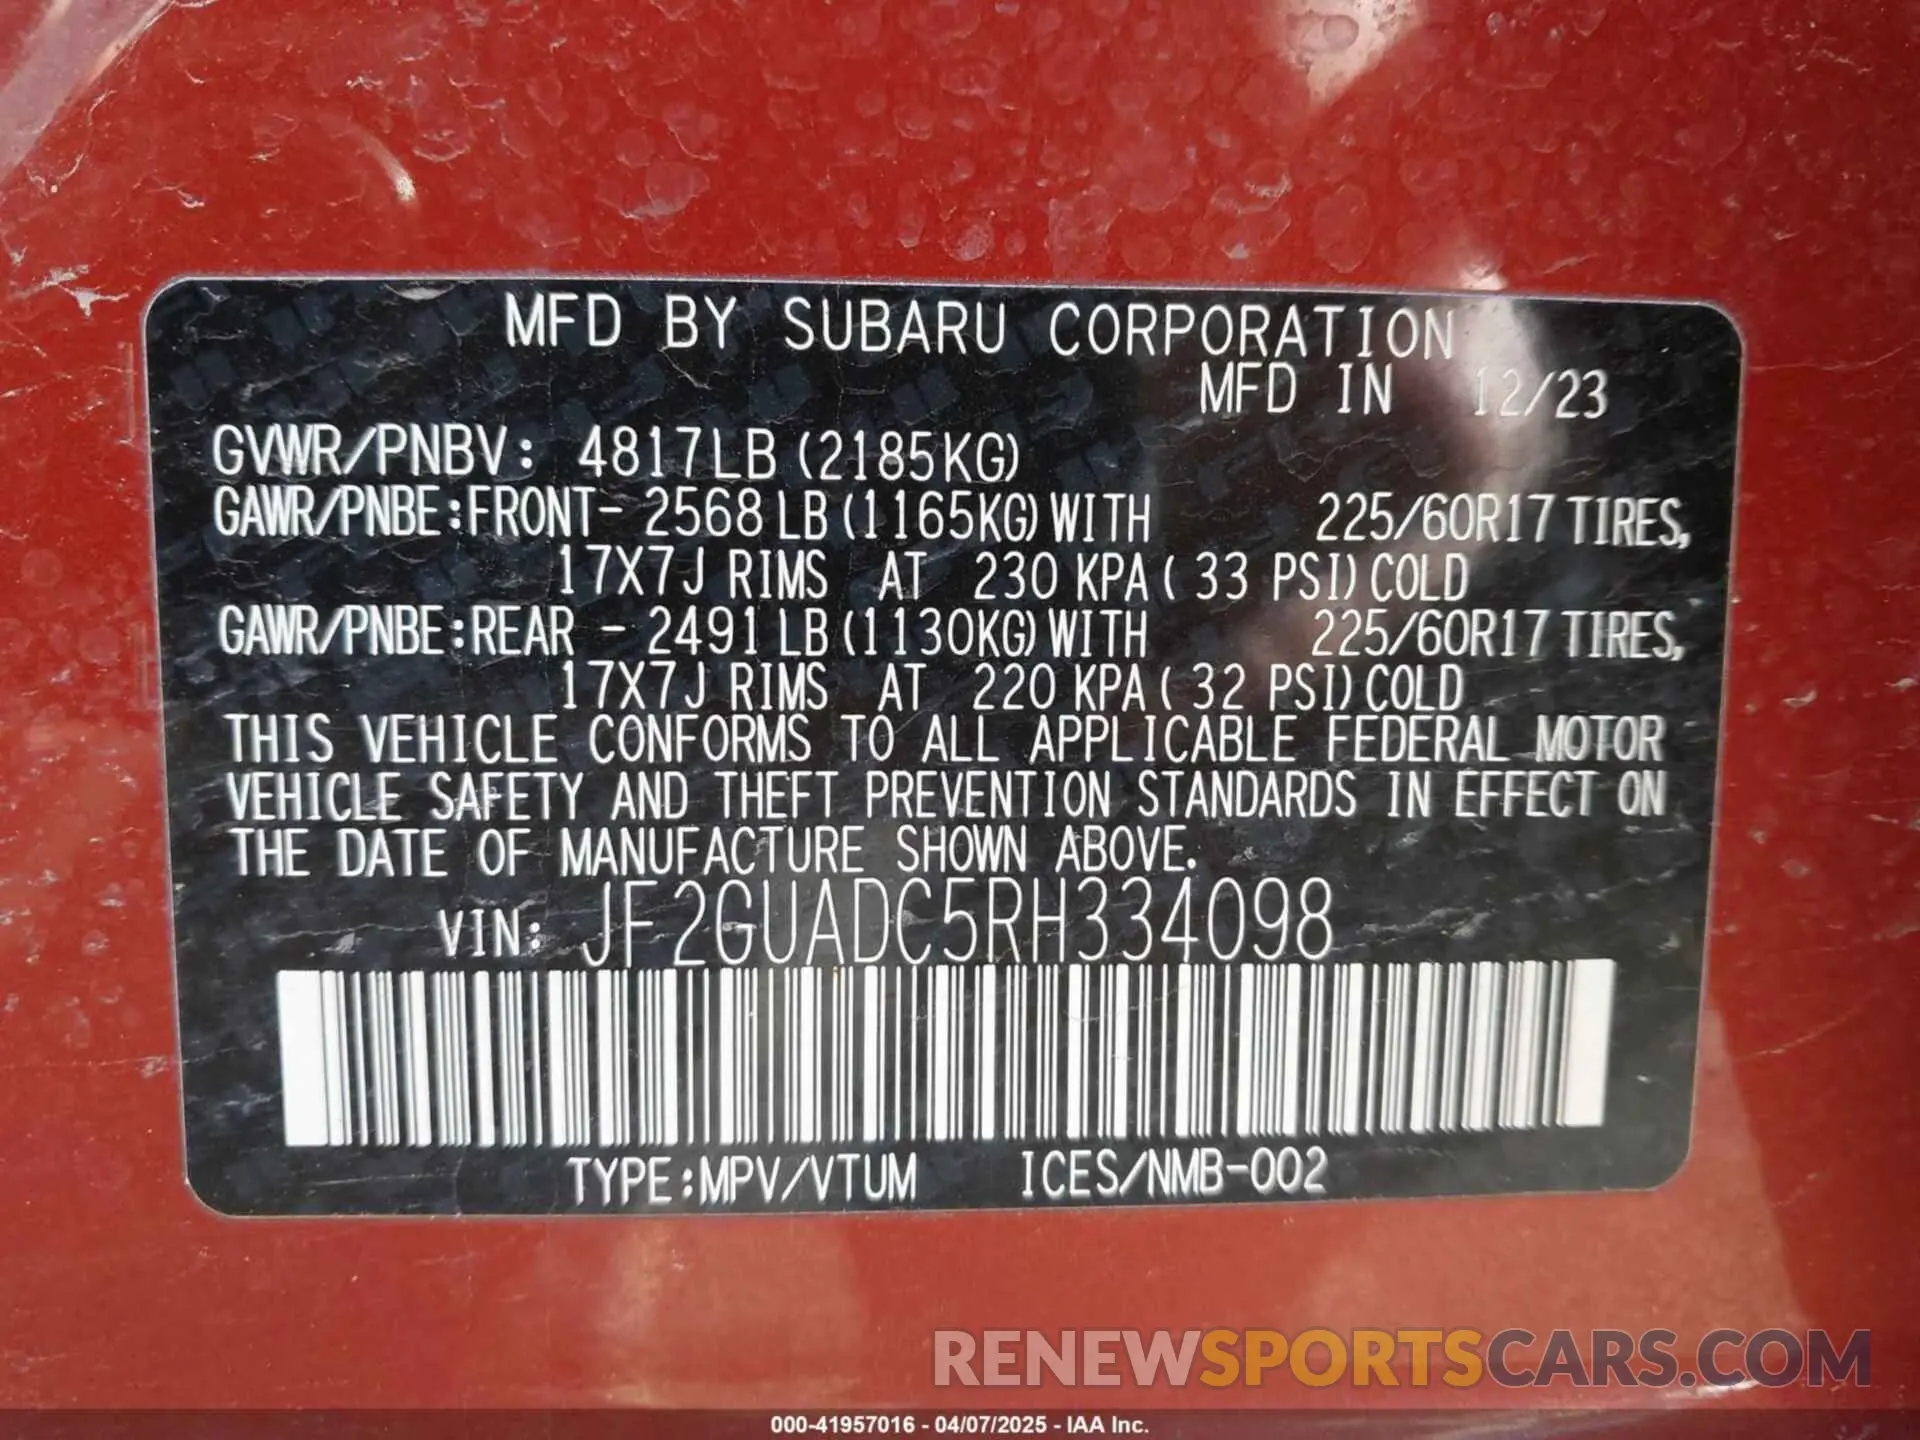 MFD BY SUBARU CORPORATION
MFD IN 12/23
GVWR/PNBV: 4817LB (2185KG)
GAWR/PNBE:FRONT- 2568 LB (1165KG) WITH 225/60R17 TIRES,
17X7J RIMS AT 230 KPA ( 33 PSI) COLD
GAWR/PNBE:REAR - 2491 LB (1130KG) WITH 225/60R17 TIRES,
17X7J RIMS AT 220 KPA ( 32 PSI) COLD
THIS VEHICLE CONFORMS TO ALL APPLICABLE FEDERAL MOTOR
VEHICLE SAFETY AND THEFT PREVENTION STANDARDS IN EFFECT ON
THE DATE OF MANUFACTURE SHOWN ABOVE.
VIN: JF2GUADC5RH334098
TYPE:MPV/VTUM ICES/NMB-002
RENEWSPORTSCARS.COM
000-41957016 - 04/07/2025 - IAA Inc.